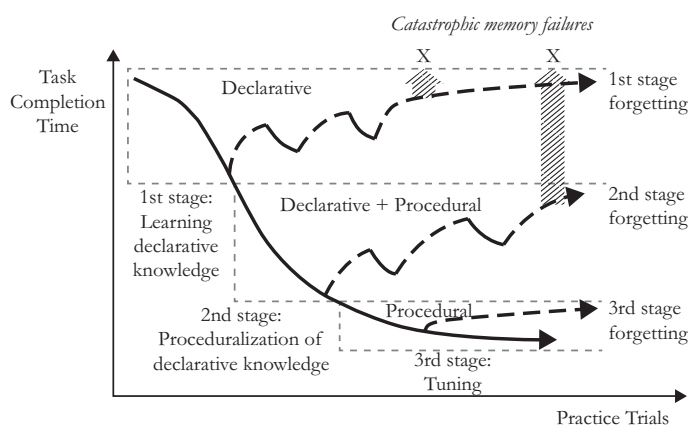 Catastrophic memory failures
X X
Task
Completion
Time
Declarative
1st stage
forgetting
1st stage:
Learning
declarative
knowledge
Declarative + Procedural
2nd stage
forgetting
2nd stage:
Proceduralization of
declarative knowledge
Procedural
3rd stage
forgetting
3rd stage:
Tuning
Practice Trials